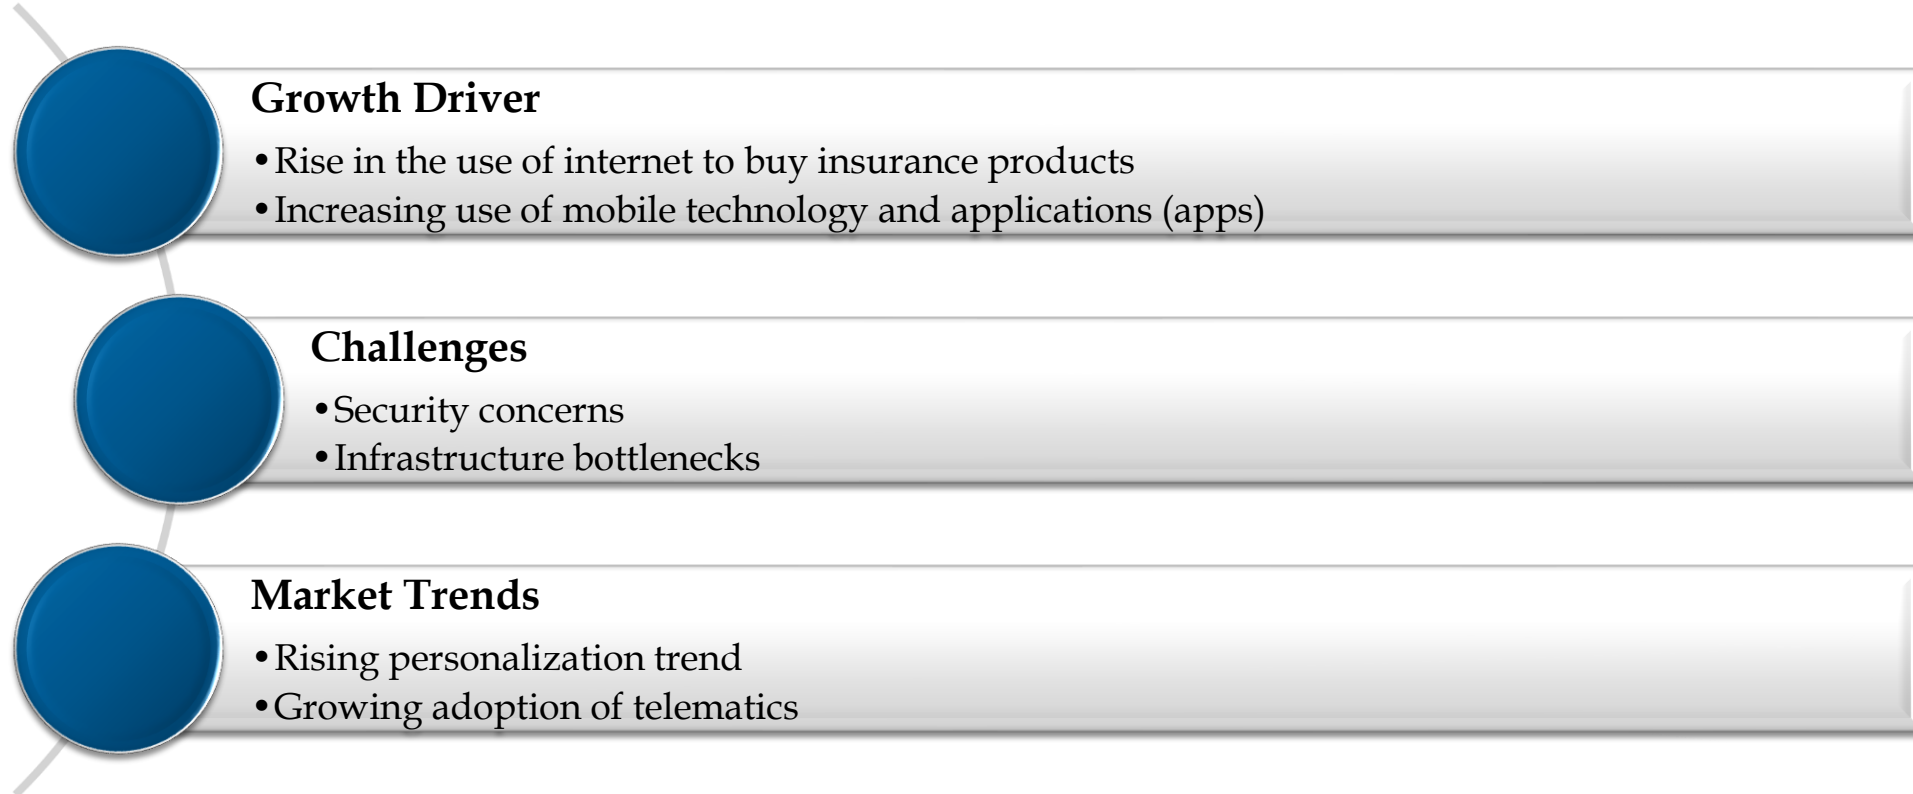 Growth Driver
•Rise in the use of internet to buy insurance products
•Increasing use of mobile technology and applications (apps)
Challenges
•Security concerns
•Infrastructure bottlenecks
Market Trends
•Rising personalization trend
•Growing adoption of telematics